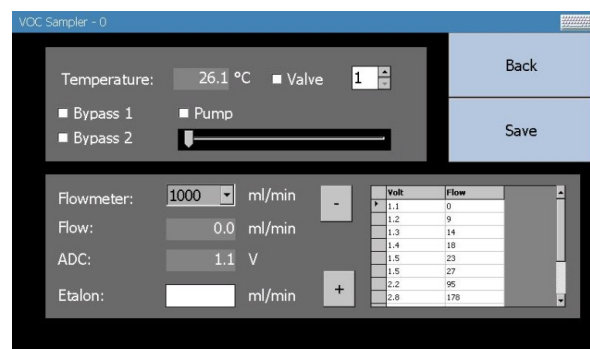 VOC Sampler - 0
Temperature: 26.1 °C Valve 1
Bypass 1 Pump
Bypass 2
Back
Save
Flowmeter: 1000 ml/min -
Flow: 0.0 ml/min
ADC: 1.1 V
Etalon: ml/min +
Volt Flow
1.1 0
1.2 9
1.3 14
1.4 18
1.5 23
1.5 27
2.2 95
2.8 178